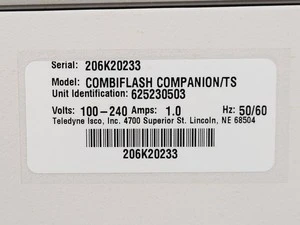 Serial: 206K20233
Model: COMBIFLASH COMPANION/TS
Unit Identification: 625230503
Volts: 100-240 Amps: 1.0 Hz: 50/60
Teledyne Isco, Inc. 4700 Superior St. Lincoln, NE 68504
206K20233